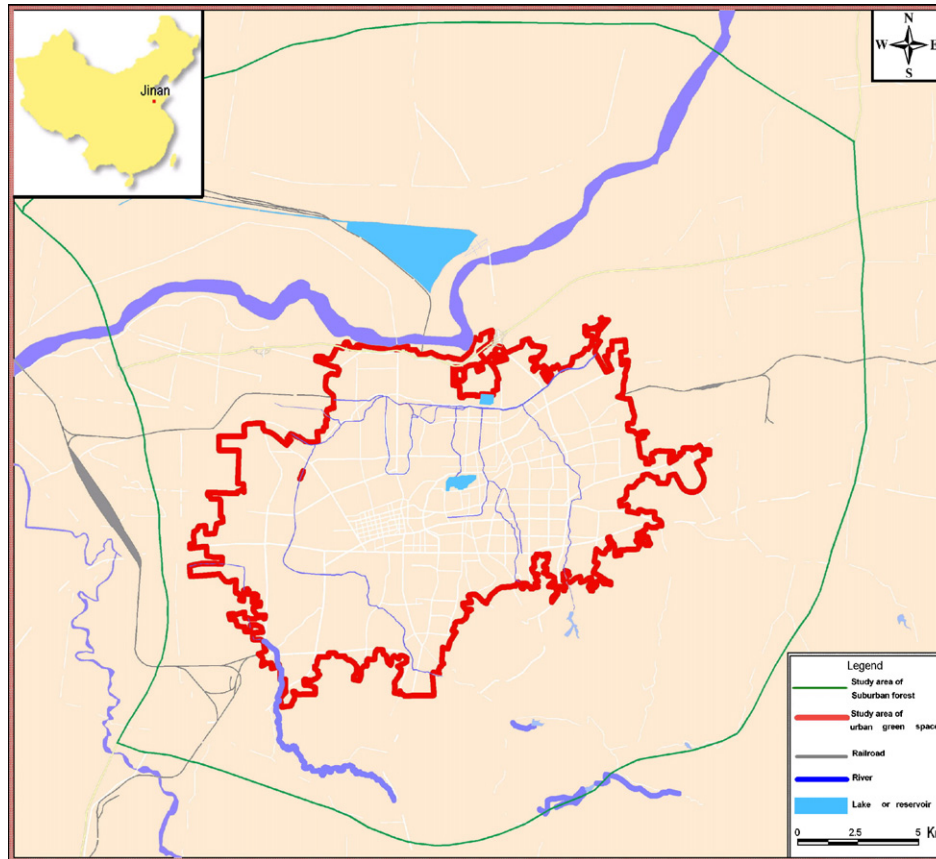 Jinan
N
W E
S
Legend
Study area of
Suburban forest
Study area of
urban green space
Railroad
River
Lake or reservoir
0 2.5 5 Km